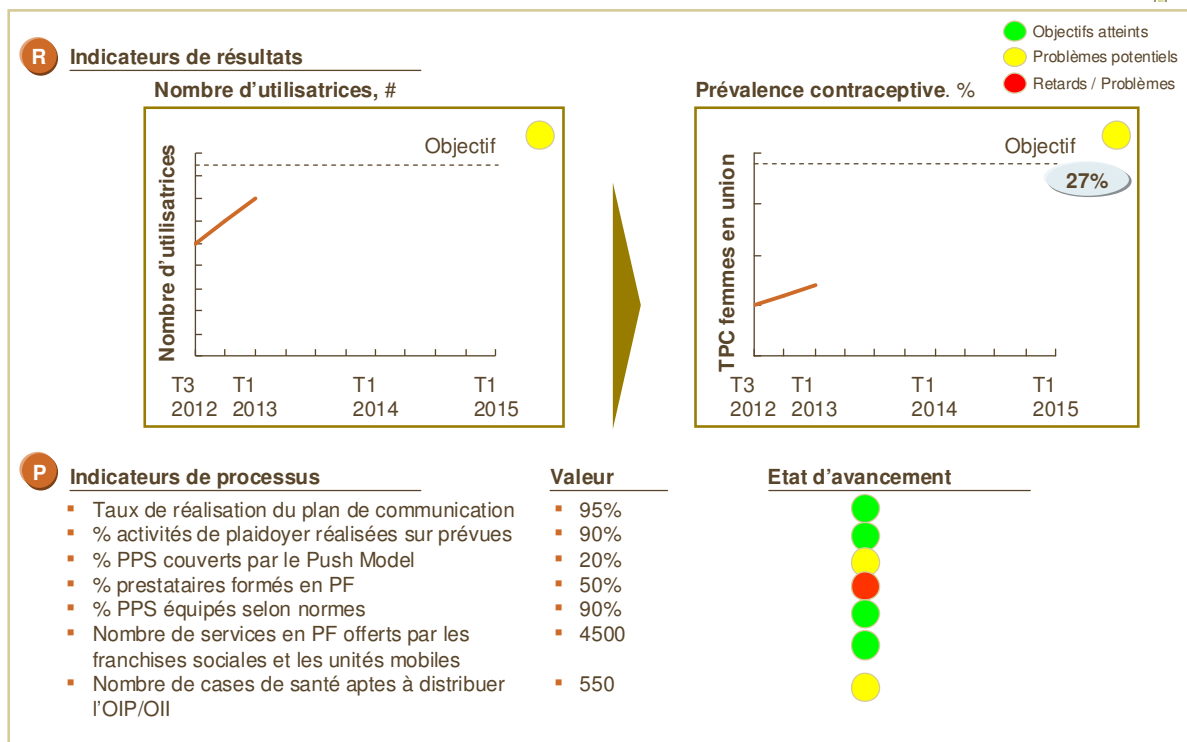 Objectifs atteints
Problèmes potentiels
Retards / Problèmes
R Indicateurs de résultats
Nombre d’utilisatrices, #
Objectif
Nombre d’utilisatrices
T3 T1 T1 T1
2012 2013 2014 2015
Prévalence contraceptive. %
Objectif
27%
TPC femmes en union
T3 T1 T1 T1
2012 2013 2014 2015
P Indicateurs de processus Valeur Etat d’avancement
▪ Taux de réalisation du plan de communication ▪ 95%
▪ % activités de plaidoyer réalisées sur prévues ▪ 90%
▪ % PPS couverts par le Push Model ▪ 20%
▪ % prestataires formés en PF ▪ 50%
▪ % PPS équipés selon normes ▪ 90%
▪ Nombre de services en PF offerts par les ▪ 4500
franchises sociales et les unités mobiles
▪ Nombre de cases de santé aptes à distribuer ▪ 550
l’OIP/OII